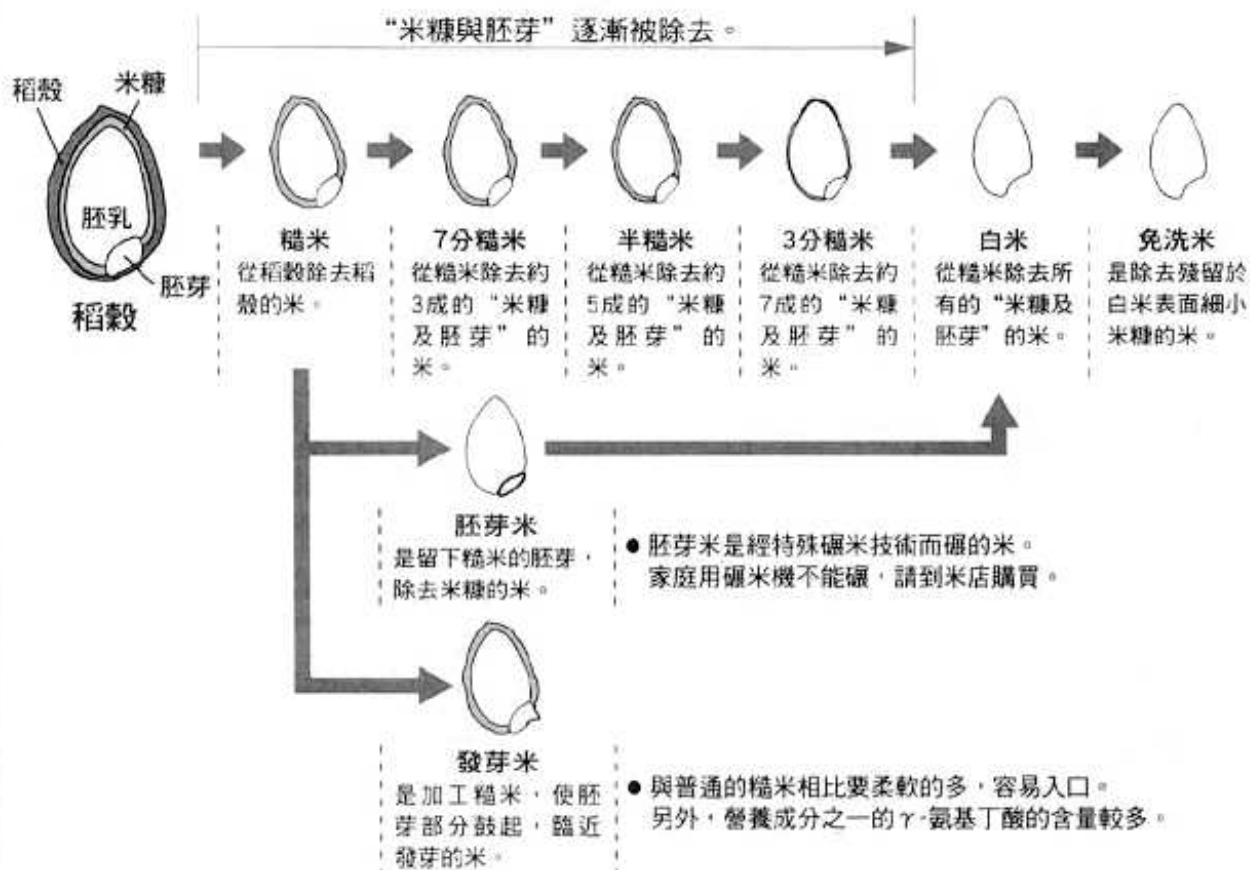 “米糠與胚芽”逐漸被除去。
稻殼
米糠
胚乳
胚芽
稻穀
糙米
從稻穀除去稻
殼的米。
7分糙米
從糙米除去約
3成的“米糠
及胚芽”的
米。
半糙米
從糙米除去約
5成的“米糠
及胚芽”的
米。
3分糙米
從糙米除去約
7成的“米糠
及胚芽”的
米。
白米
從糙米除去所
有的“米糠及
胚芽”的米。
免洗米
是除去殘留於
白米表面細小
米糠的米。
胚芽米
是留下糙米的胚芽，
除去米糠的米。
● 胚芽米是經特殊碾米技術而碾的米。
家庭用碾米機不能碾，請到米店購買。
發芽米
是加工糙米，使胚
芽部分鼓起，臨近
發芽的米。
● 與普通的糙米相比要柔軟的多，容易入口。
另外，營養成分之一的γ-氨基丁酸的含量較多。